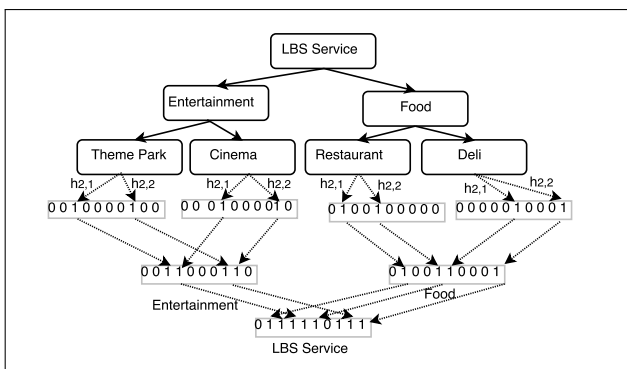 LBS Service
Entertainment
Food
Theme Park
Cinema
Restaurant
Deli
h2,1 h2,2 h2,1 h2,2 h2,1 h2,2 h2,1 h2,2
0 0 1 0 0 0 0 1 0 0
0 0 0 1 0 0 0 0 1 0
0 1 0 0 1 0 0 0 0 0
0 0 0 0 0 1 0 0 0 1
0 0 1 1 0 0 0 1 1 0
0 1 0 0 1 1 0 0 0 1
Entertainment
Food
0 1 1 1 1 1 0 1 1 1
LBS Service